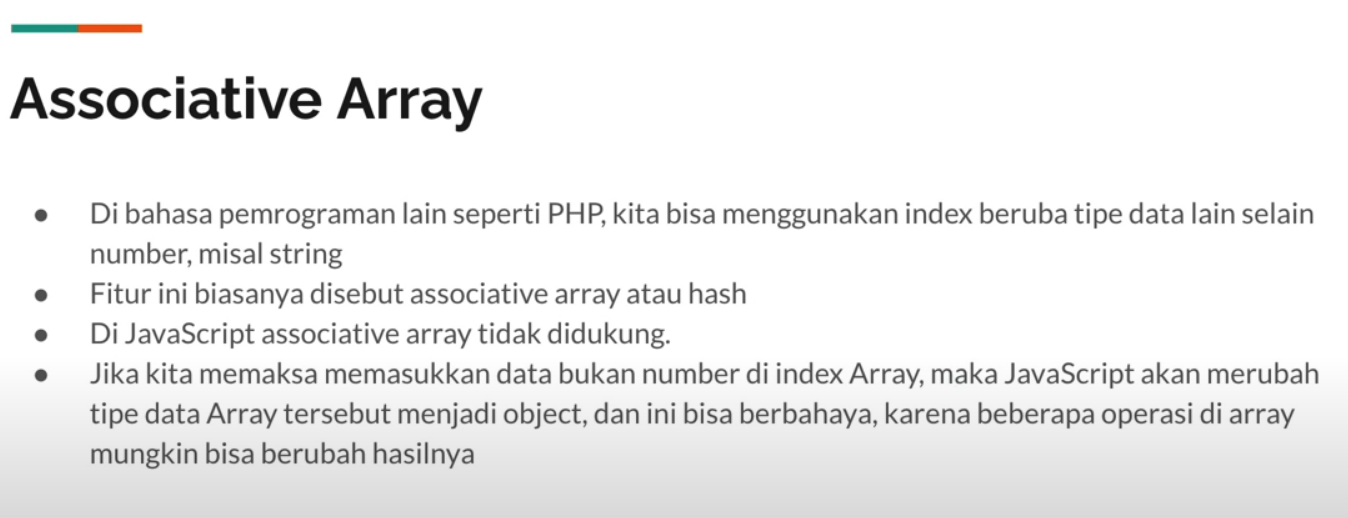 Associative Array
● Di bahasa pemrograman lain seperti PHP, kita bisa menggunakan index beruba tipe data lain selain
number, misal string
● Fitur ini biasanya disebut associative array atau hash
● Di JavaScript associative array tidak didukung.
● Jika kita memaksa memasukkan data bukan number di index Array, maka JavaScript akan merubah
tipe data Array tersebut menjadi object, dan ini bisa berbahaya, karena beberapa operasi di array
mungkin bisa berubah hasilnya